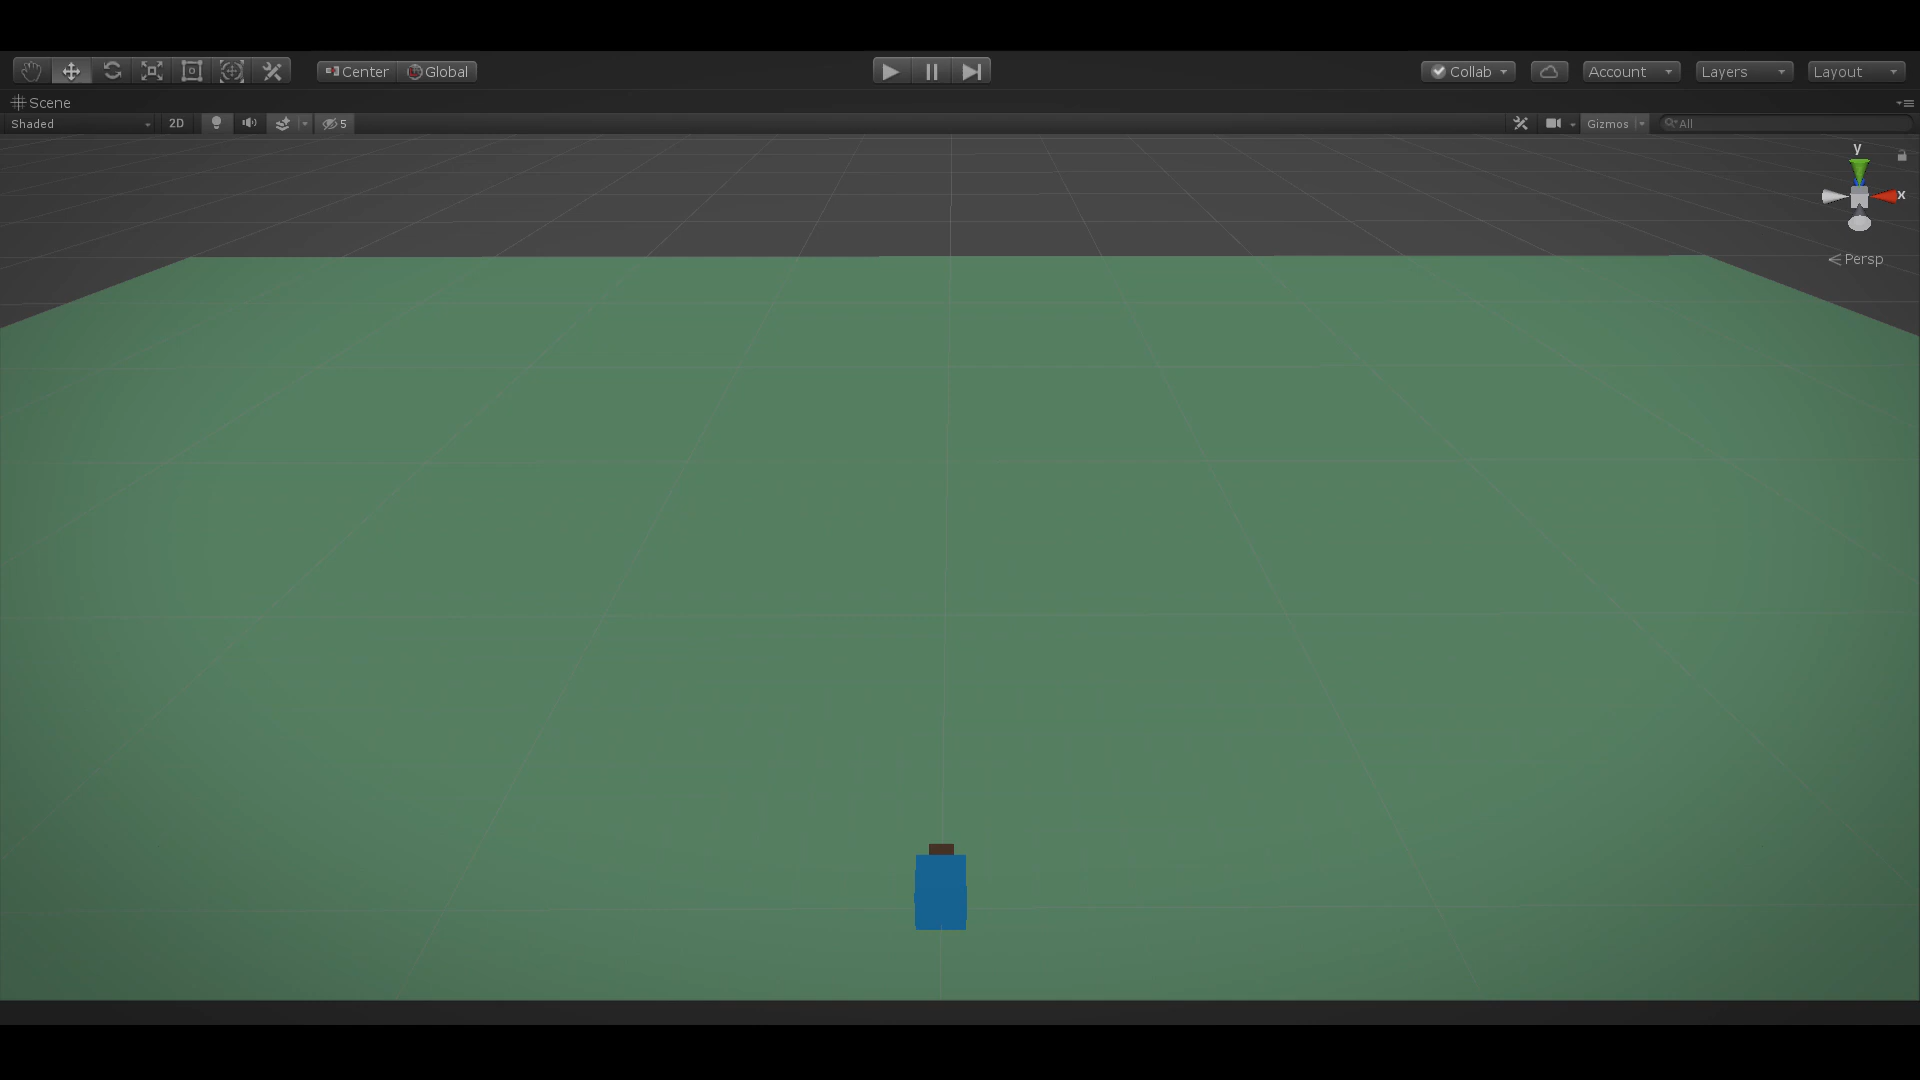 Center Global Collab Account Layers Layout
Scene
Shaded 2D 5 Gizmos All
y
x
Persp